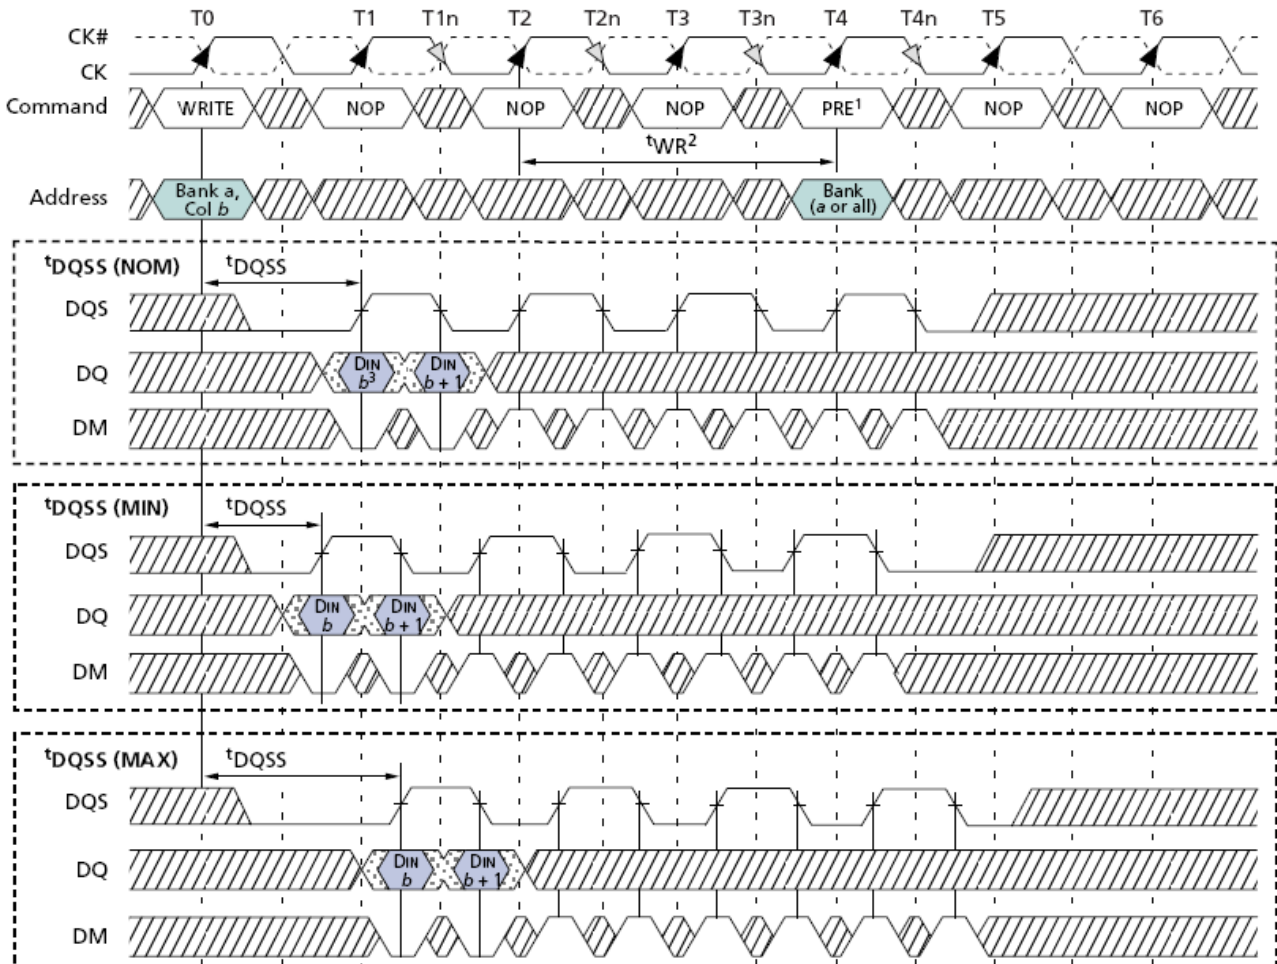 T0 T1 T1n T2 T2n T3 T3n T4 T4n T5 T6
CK#
CK
Command WRITE NOP NOP NOP PRE¹ NOP NOP
ᵗWR²
Address Bank a, Col b Bank (a or all)
ᵗDQSS (NOM) ᵗDQSS
DQS
DQ DIN b³ DIN b + 1
DM
ᵗDQSS (MIN) ᵗDQSS
DQS
DQ DIN b DIN b + 1
DM
ᵗDQSS (MAX) ᵗDQSS
DQS
DQ DIN b DIN b + 1
DM